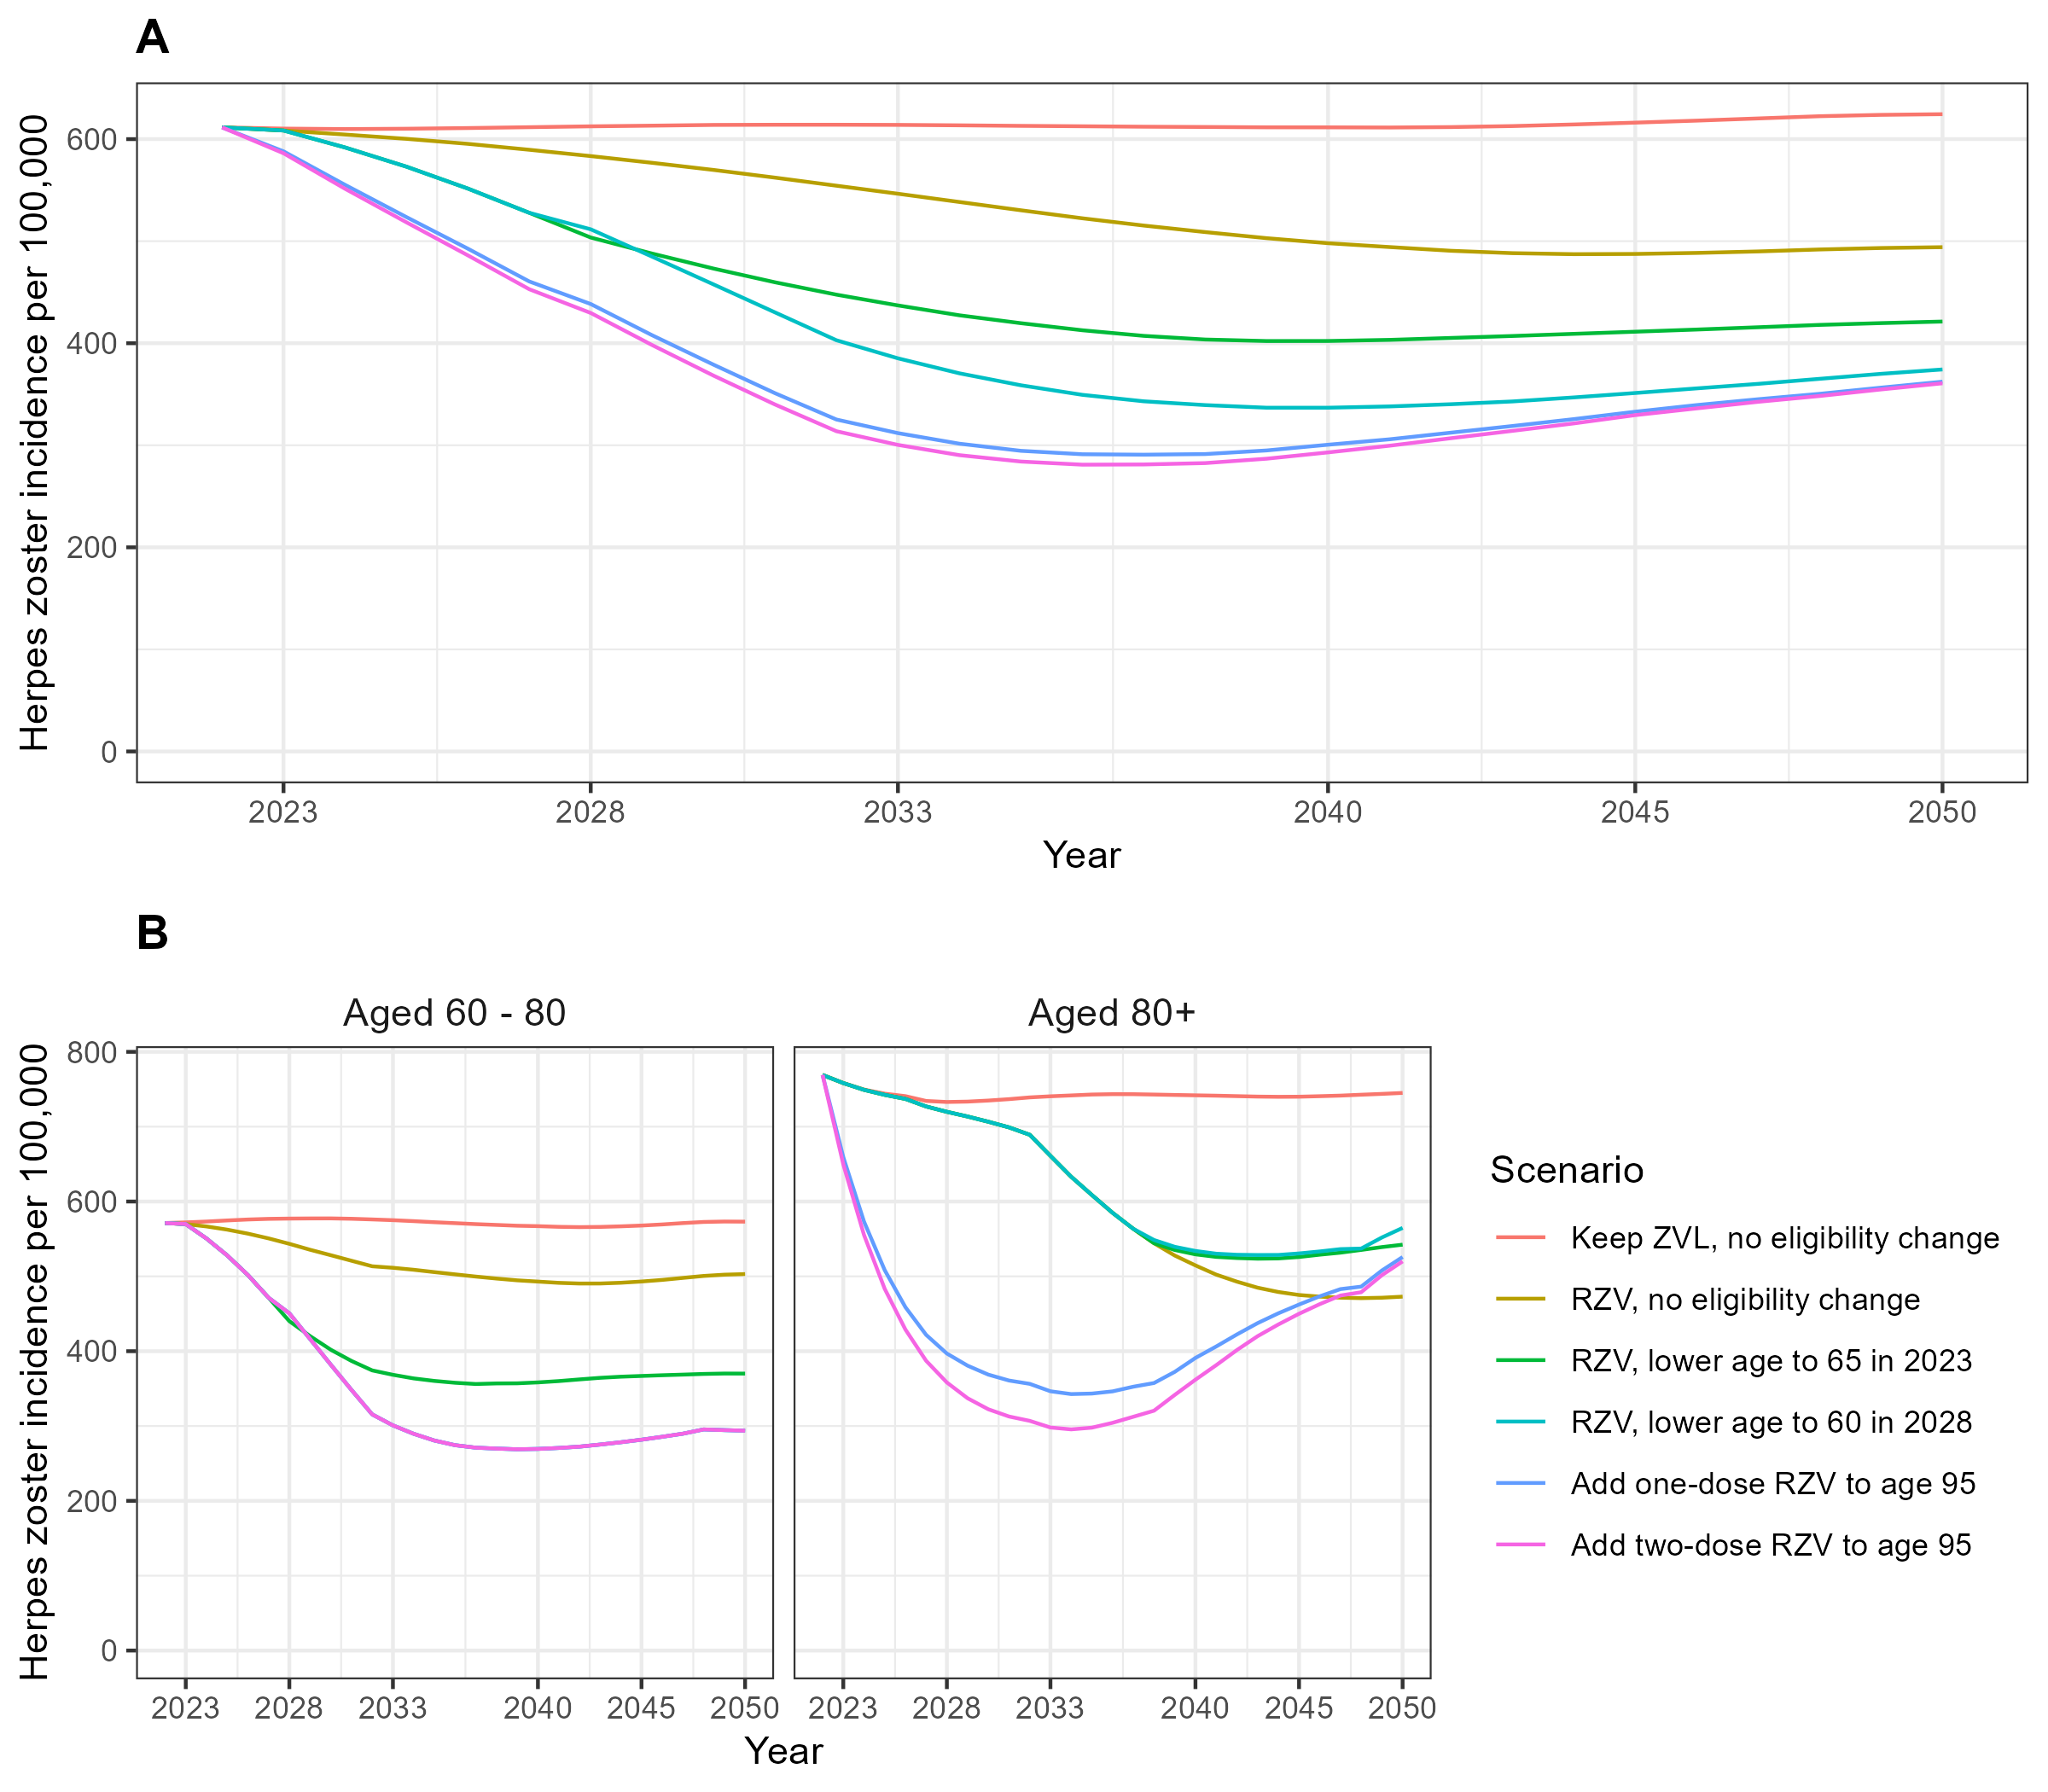 A
Herpes zoster incidence per 100,000
600
400
200
0
2023 2028 2033 2040 2045 2050
Year
B
Aged 60 - 80 Aged 80+
Herpes zoster incidence per 100,000
800
600
400
200
0
2023 2028 2033 2040 2045 2050 2023 2028 2033 2040 2045 2050
Year
Scenario
Keep ZVL, no eligibility change
RZV, no eligibility change
RZV, lower age to 65 in 2023
RZV, lower age to 60 in 2028
Add one-dose RZV to age 95
Add two-dose RZV to age 95